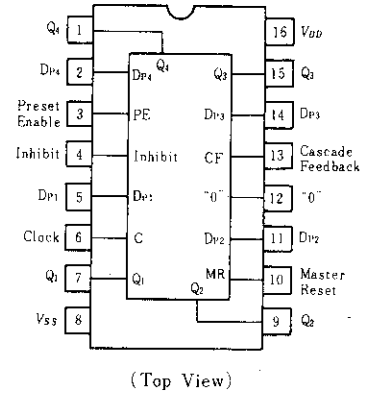 Q4 1 16 VDD
Q4
DP4 2 DP4 Q3 15 Q3
Preset Enable 3 PE DP3 14 DP3
Inhibit 4 Inhibit CF 13 Cascade Feedback
DP1 5 DP1 "0" 12 "0"
Clock 6 C DP2 11 DP2
Q1 7 Q1 MR 10 Master Reset
Q2
VSS 8 9 Q2
(Top View)